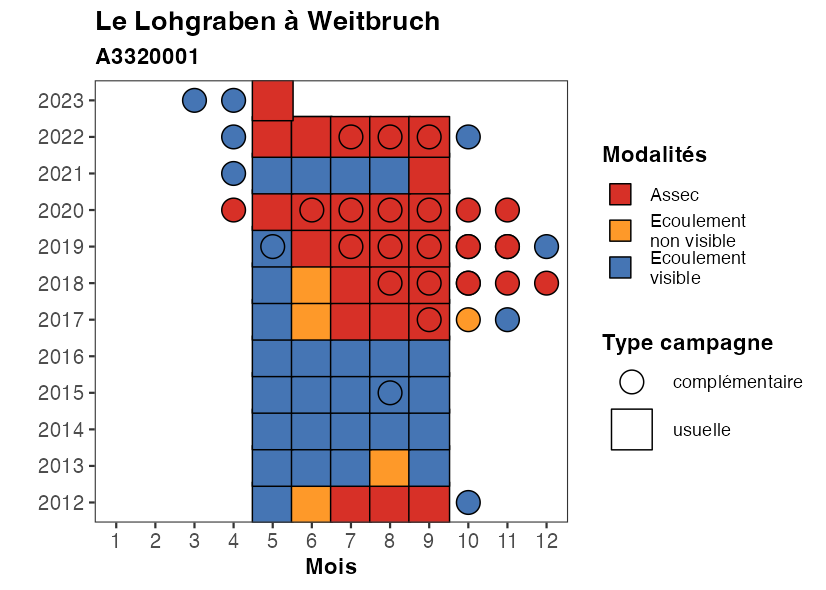 Le Lohgraben à Weitbruch
A3320001
2023
2022
2021
2020
2019
2018
2017
2016
2015
2014
2013
2012
1 2 3 4 5 6 7 8 9 10 11 12
Mois
Modalités
Assec
Ecoulement
non visible
Ecoulement
visible
Type campagne
complémentaire
usuelle